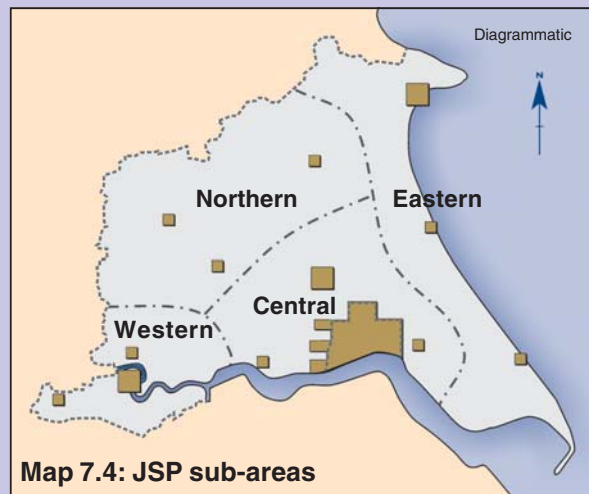 Diagrammatic
N
Northern
Eastern
Central
Western
Map 7.4: JSP sub-areas